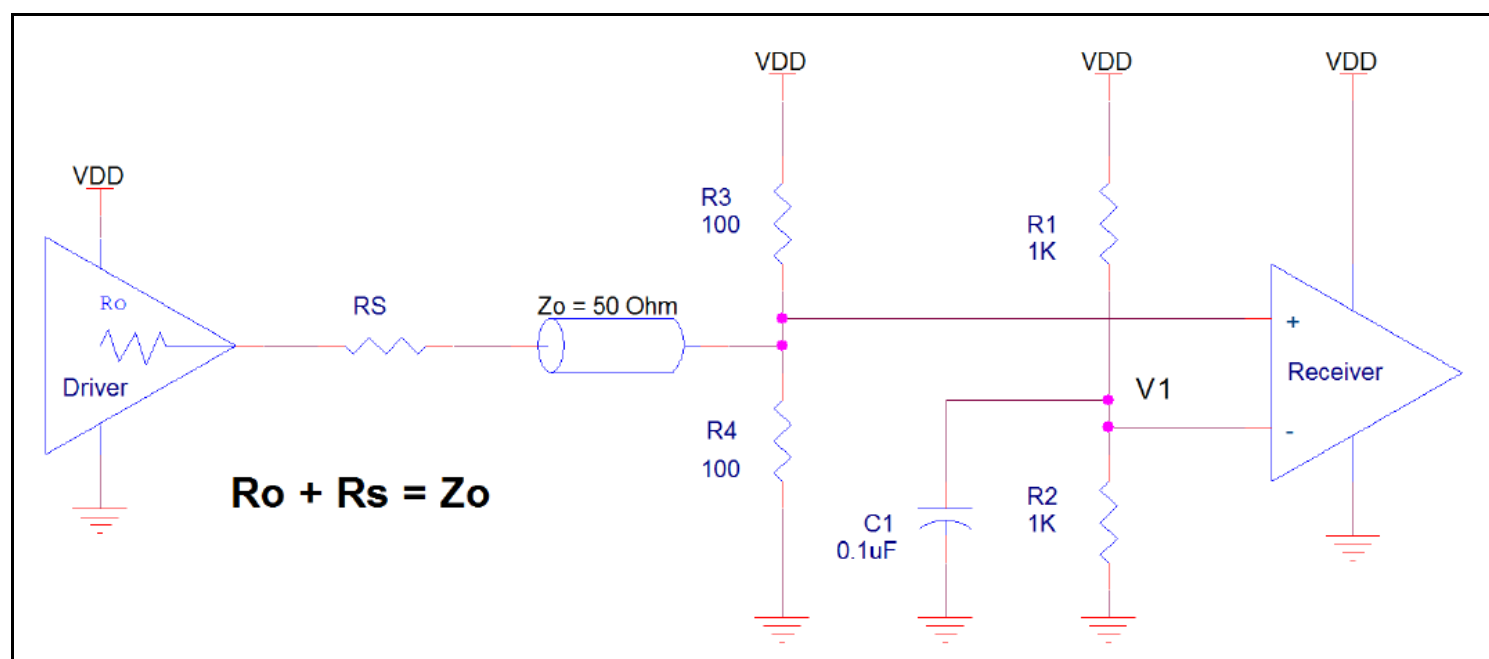 VDD
VDD
VDD
VDD
R3
100
R1
1K
Ro
RS
Zo = 50 Ohm
+
Receiver
Driver
V1
R4
100
-
Ro + Rs = Zo
R2
1K
C1
0.1uF